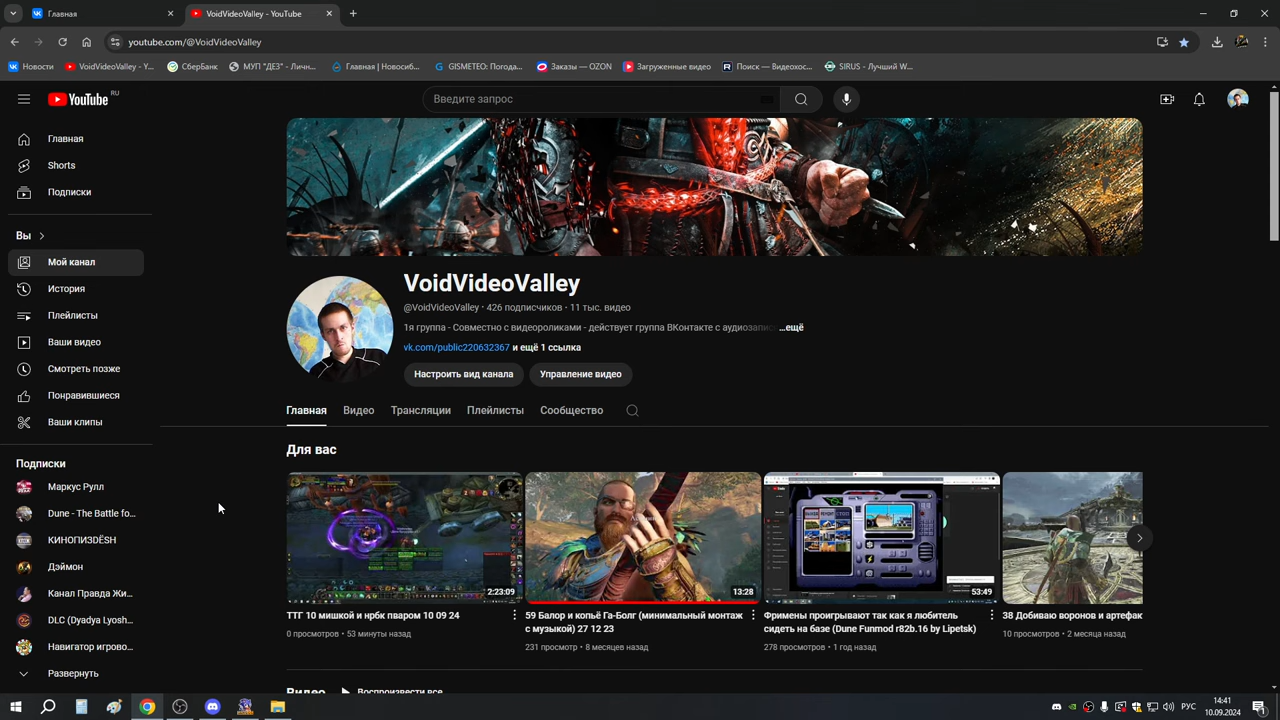 Главная
VoidVideoValley - YouTube
youtube.com/@VoidVideoValley
Новости
VoidVideoValley - Y...
СберБанк
МУП "ДЕЗ" - Личн...
Главная | Новосиб...
GISMETEO: Погода...
Заказы — OZON
Загруженные видео
Поиск — Видеохос...
SIRUS - Лучший W...
YouTube RU
Введите запрос
Главная
Shorts
Подписки
Вы
Мой канал
История
Плейлисты
Ваши видео
Смотреть позже
Понравившиеся
Ваши клипы
Подписки
Маркус Рулл
Dune - The Battle fo...
КИНОПИЗDЕSН
Дэймон
Канал Правда Жи...
DLC (Dyadya Lyosh...
Навигатор игрово...
Развернуть
VoidVideoValley
@VoidVideoValley • 426 подписчиков • 11 тыс. видео
1я группа - Совместно с видеороликами - действует группа ВКонтакте с аудиозапис ...ещё
vk.com/public220632367 и ещё 1 ссылка
Настроить вид канала
Управление видео
Главная
Видео
Трансляции
Плейлисты
Сообщество
Для вас
2:23:09
ТТГ 10 мишкой и нрбк пваром 10 09 24
0 просмотров • 53 минуты назад
13:28
59 Балор и копьё Га-Болг (минимальный монтаж
с музыкой) 27 12 23
231 просмотр • 8 месяцев назад
53:49
Фримены проигрывают так как я любитель
сидеть на базе (Dune Funmod r82b.16 by Lipetsk)
278 просмотров • 1 год назад
38 Добиваю воронов и артефак
10 просмотров • 2 месяца назад
Видео
Воспроизвести все
РУС
14:41
10.09.2024